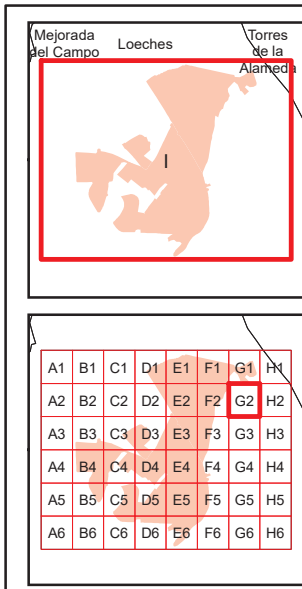 Mejorada
del Campo
Loeches
Torres
de la
Alameda
I
A1 B1 C1 D1 E1 F1 G1 H1
A2 B2 C2 D2 E2 F2 G2 H2
A3 B3 C3 D3 E3 F3 G3 H3
A4 B4 C4 D4 E4 F4 G4 H4
A5 B5 C5 D5 E5 F5 G5 H5
A6 B6 C6 D6 E6 F6 G6 H6